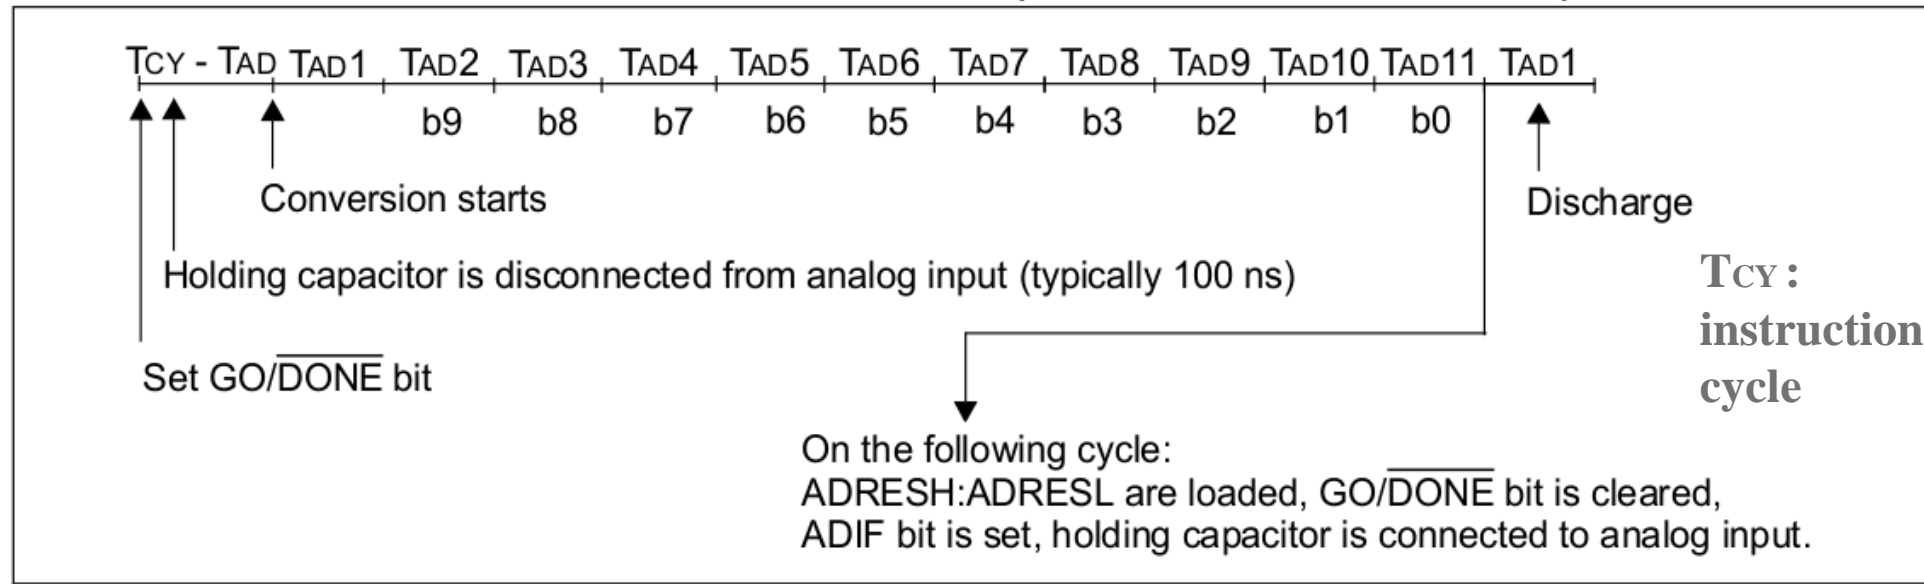 TCY - TAD TAD1 TAD2 TAD3 TAD4 TAD5 TAD6 TAD7 TAD8 TAD9 TAD10 TAD11 TAD1
b9 b8 b7 b6 b5 b4 b3 b2 b1 b0
Conversion starts
Discharge
Holding capacitor is disconnected from analog input (typically 100 ns)
TCY :
instruction
cycle
Set GO/DONE bit
On the following cycle:
ADRESH:ADRESL are loaded, GO/DONE bit is cleared,
ADIF bit is set, holding capacitor is connected to analog input.